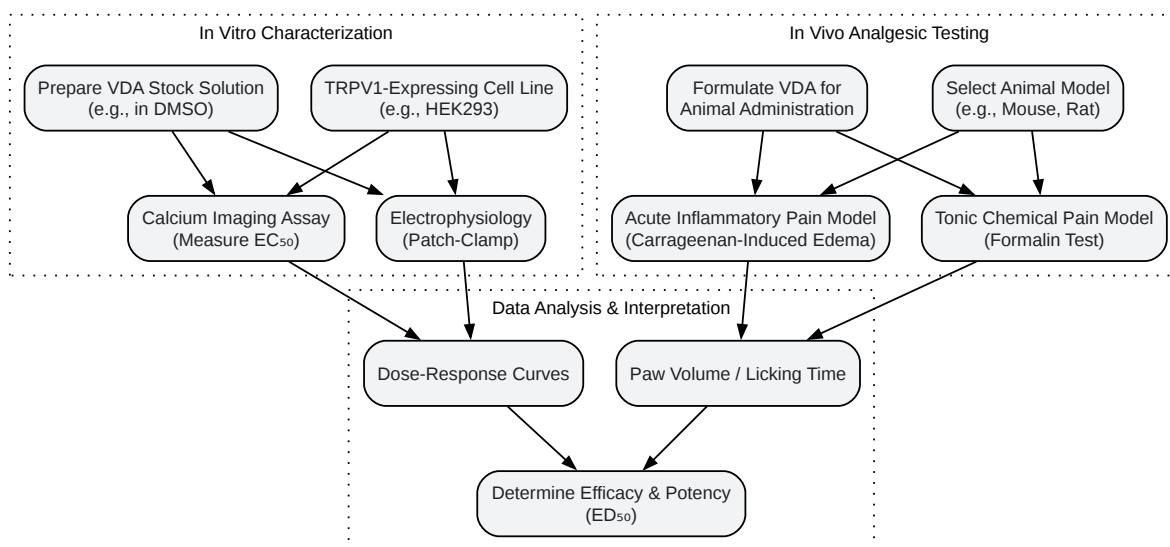 In Vitro Characterization
Prepare VDA Stock Solution
(e.g., in DMSO)
TRPV1-Expressing Cell Line
(e.g., HEK293)
Calcium Imaging Assay
(Measure EC₅₀)
Electrophysiology
(Patch-Clamp)
In Vivo Analgesic Testing
Formulate VDA for
Animal Administration
Select Animal Model
(e.g., Mouse, Rat)
Acute Inflammatory Pain Model
(Carrageenan-Induced Edema)
Tonic Chemical Pain Model
(Formalin Test)
Data Analysis & Interpretation
Dose-Response Curves
Paw Volume / Licking Time
Determine Efficacy & Potency
(ED₅₀)